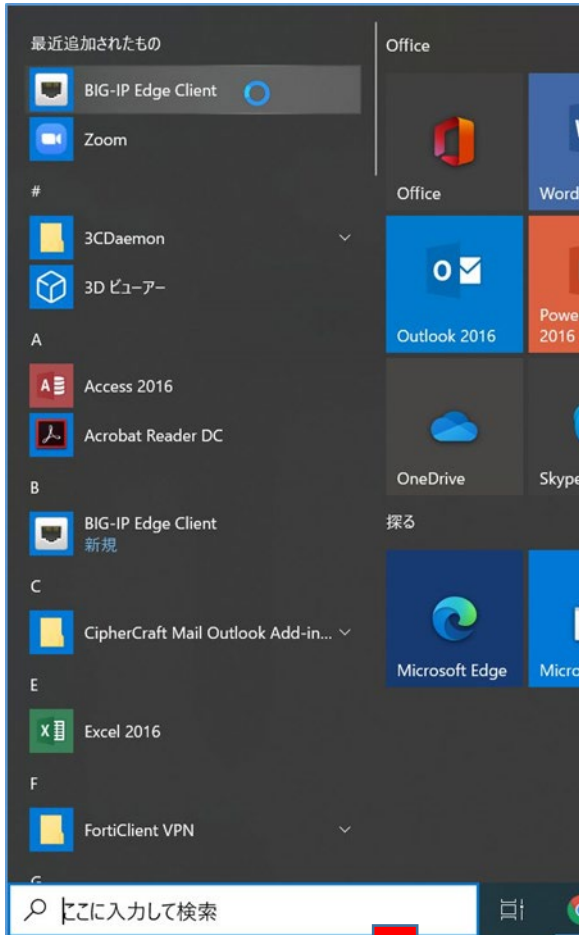 最近追加されたもの
BIG-IP Edge Client
Zoom
#
3CDaemon
3D ビューアー
A
Access 2016
Acrobat Reader DC
B
BIG-IP Edge Client
新規
C
CipherCraft Mail Outlook Add-in...
E
Excel 2016
F
FortiClient VPN
ここに入力して検索
Office
Office
Word
Outlook 2016
Powe
2016
OneDrive
Skype
探る
Microsoft Edge
Micro